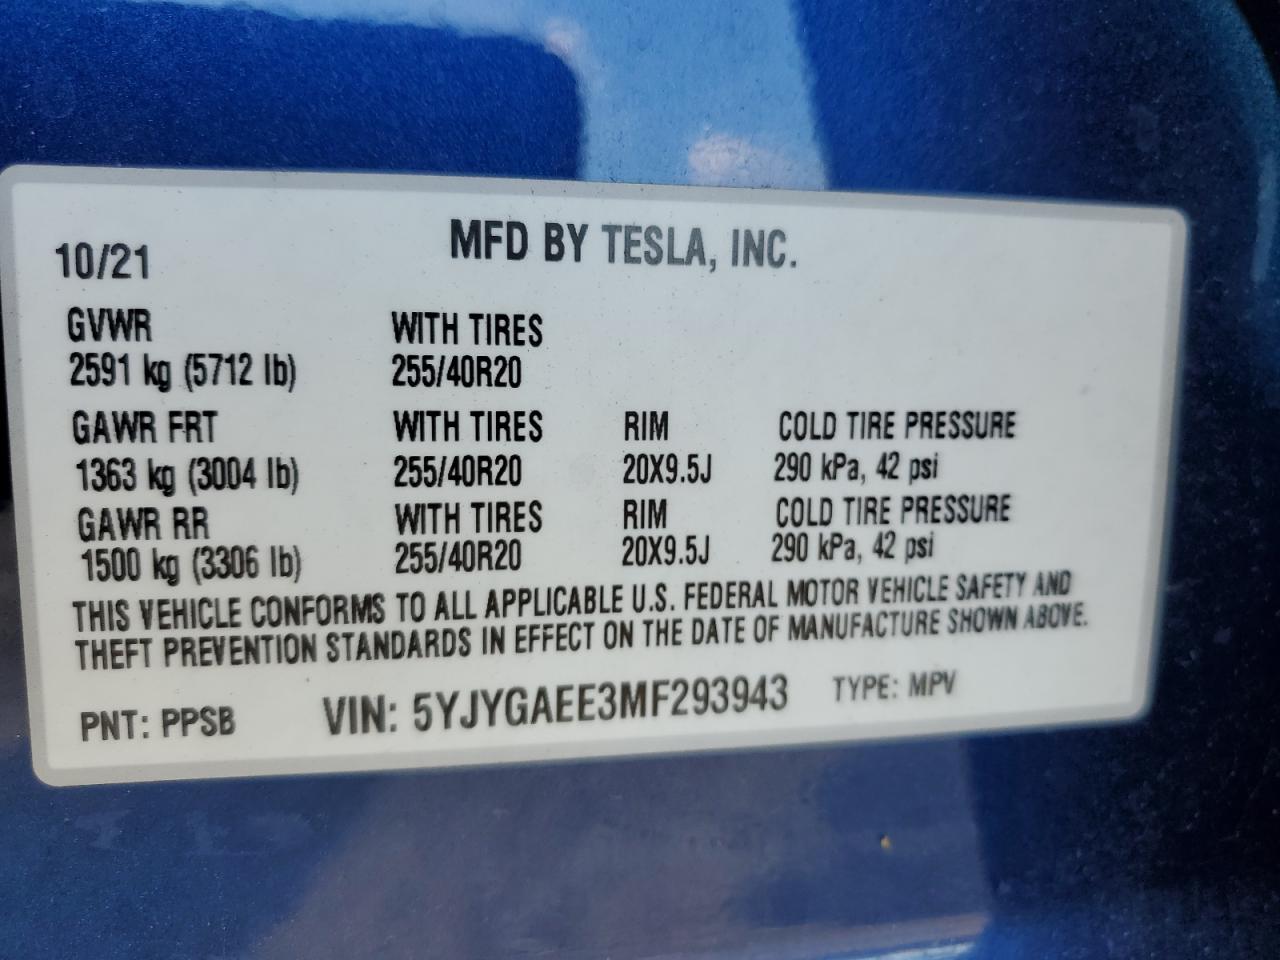 MFD BY TESLA, INC.
10/21
GVWR WITH TIRES
2591 kg (5712 lb) 255/40R20
GAWR FRT WITH TIRES RIM COLD TIRE PRESSURE
1363 kg (3004 lb) 255/40R20 20X9.5J 290 kPa, 42 psi
GAWR RR WITH TIRES RIM COLD TIRE PRESSURE
1500 kg (3306 lb) 255/40R20 20X9.5J 290 kPa, 42 psi
THIS VEHICLE CONFORMS TO ALL APPLICABLE U.S. FEDERAL MOTOR VEHICLE SAFETY AND
THEFT PREVENTION STANDARDS IN EFFECT ON THE DATE OF MANUFACTURE SHOWN ABOVE.
PNT: PPSB VIN: 5YJYGAEE3MF293943 TYPE: MPV